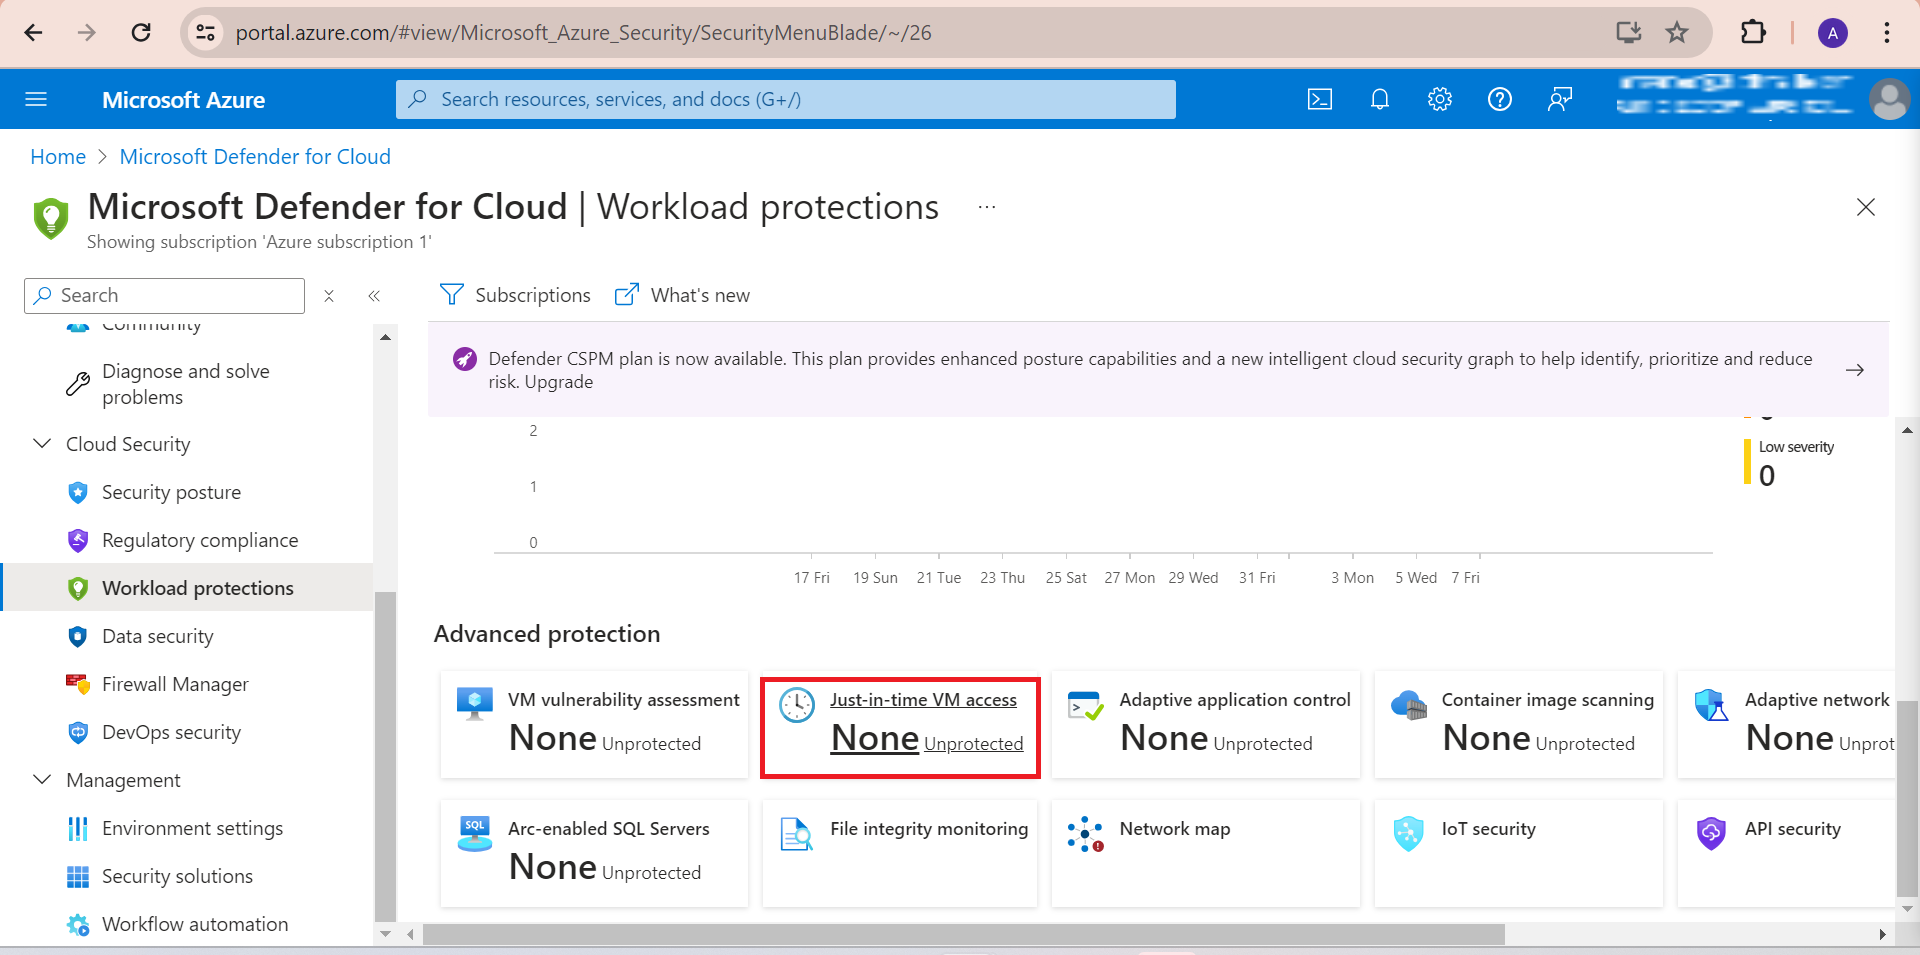 portal.azure.com/#view/Microsoft_Azure_Security/SecurityMenuBlade/~/26
A
Microsoft Azure
Search resources, services, and docs (G+/)
Home > Microsoft Defender for Cloud
Microsoft Defender for Cloud | Workload protections ...
Showing subscription 'Azure subscription 1'
Search
Community
Diagnose and solve
problems
Cloud Security
Security posture
Regulatory compliance
Workload protections
Data security
Firewall Manager
DevOps security
Management
Environment settings
Security solutions
Workflow automation
Subscriptions
What's new
Defender CSPM plan is now available. This plan provides enhanced posture capabilities and a new intelligent cloud security graph to help identify, prioritize and reduce
risk. Upgrade
2
1
0
17 Fri 19 Sun 21 Tue 23 Thu 25 Sat 27 Mon 29 Wed 31 Fri 3 Mon 5 Wed 7 Fri
Low severity
0
Advanced protection
VM vulnerability assessment
None Unprotected
Just-in-time VM access
None Unprotected
Adaptive application control
None Unprotected
Container image scanning
None Unprotected
Adaptive network
None Unprot
SQL
Arc-enabled SQL Servers
None Unprotected
File integrity monitoring
Network map
IoT security
API security